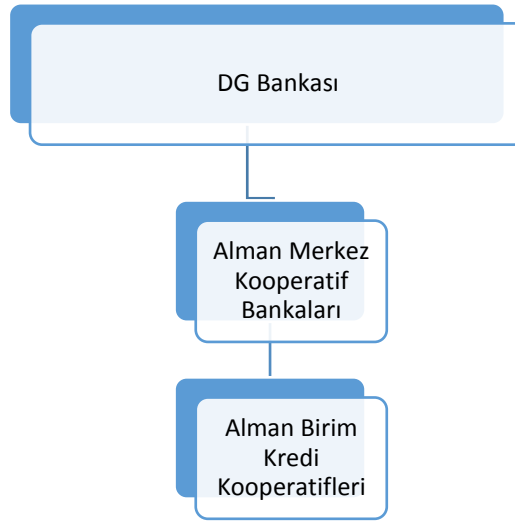 DG Bankası
Alman Merkez
Kooperatif
Bankaları
Alman Birim
Kredi
Kooperatifleri